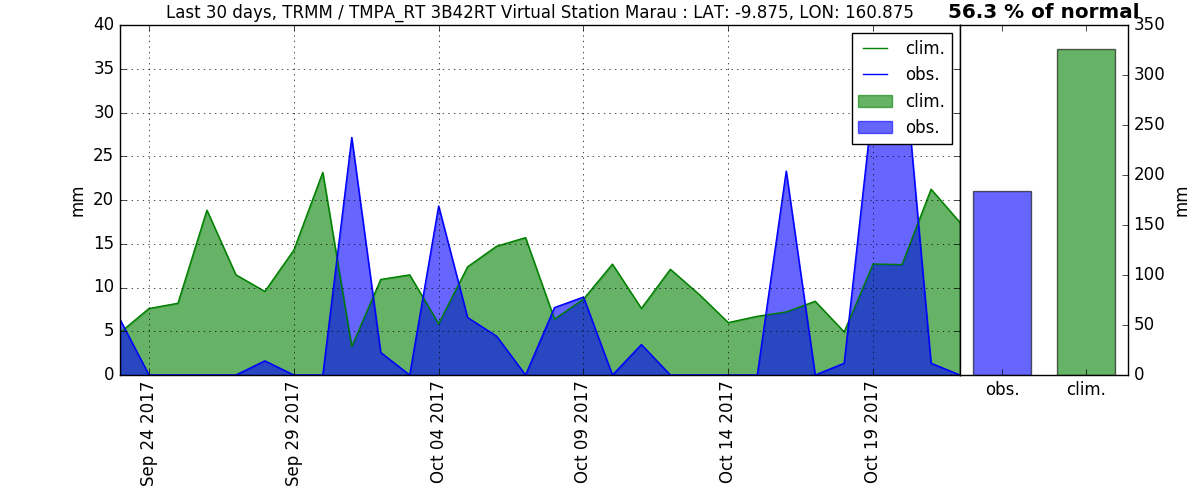 Last 30 days, TRMM / TMPA_RT 3B42RT Virtual Station Marau : LAT: -9.875, LON: 160.875
56.3 % of normal
40
35
30
25
20
15
10
5
0
mm
clim.
obs.
clim.
obs.
Sep 24 2017
Sep 29 2017
Oct 04 2017
Oct 09 2017
Oct 14 2017
Oct 19 2017
350
300
250
200
150
100
50
0
mm
obs.
clim.